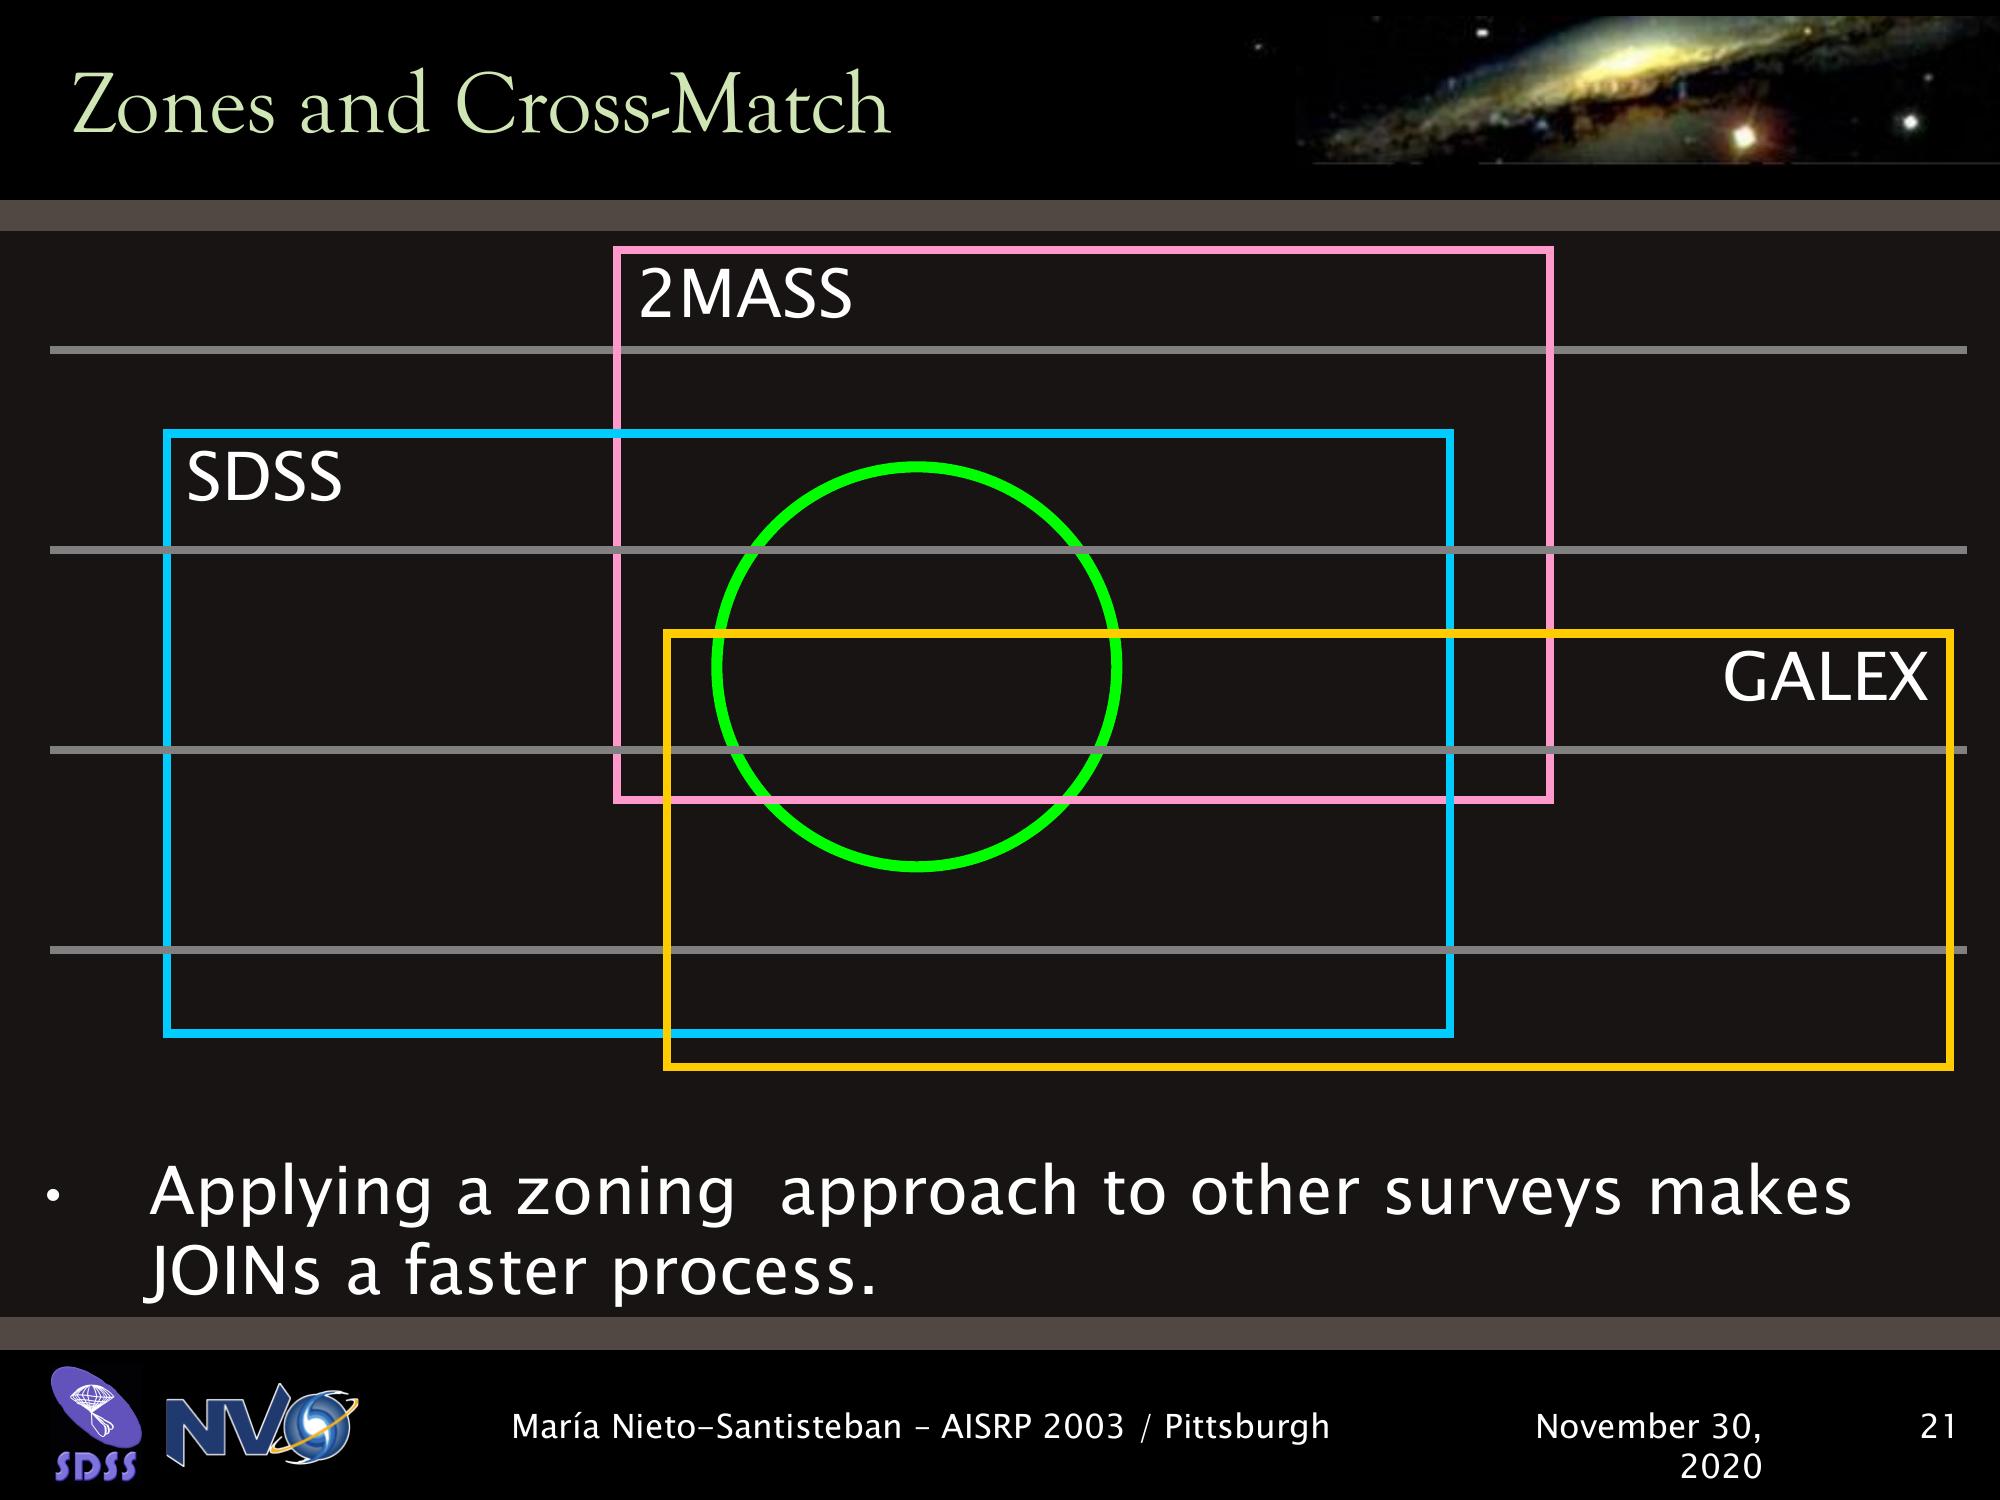 Zones and Cross-Match
2MASS
SDSS
GALEX
• Applying a zoning  approach to other surveys makes
JOINs a faster process.
SDSS
NVO
María Nieto-Santisteban – AISRP 2003 / Pittsburgh
November 30,
2020
21